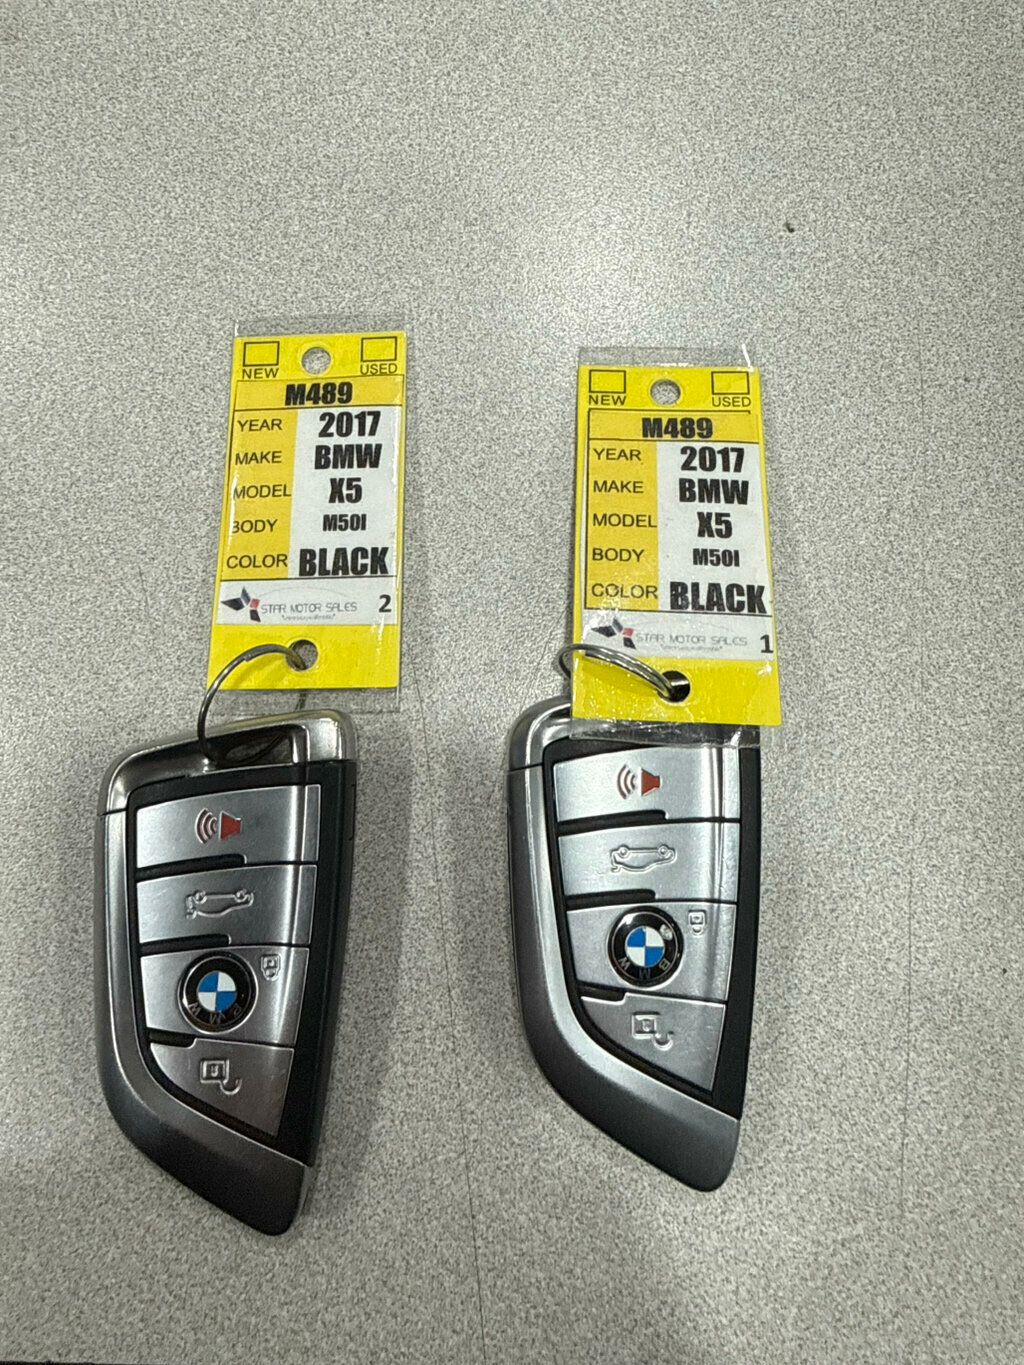 NEW USED
M489
YEAR 2017
MAKE BMW
MODEL X5
BODY M50I
COLOR BLACK
STAR MOTOR SALES 2
BMW
NEW USED
M489
YEAR 2017
MAKE BMW
MODEL X5
BODY M50I
COLOR BLACK
STAR MOTOR SALES 1
BMW